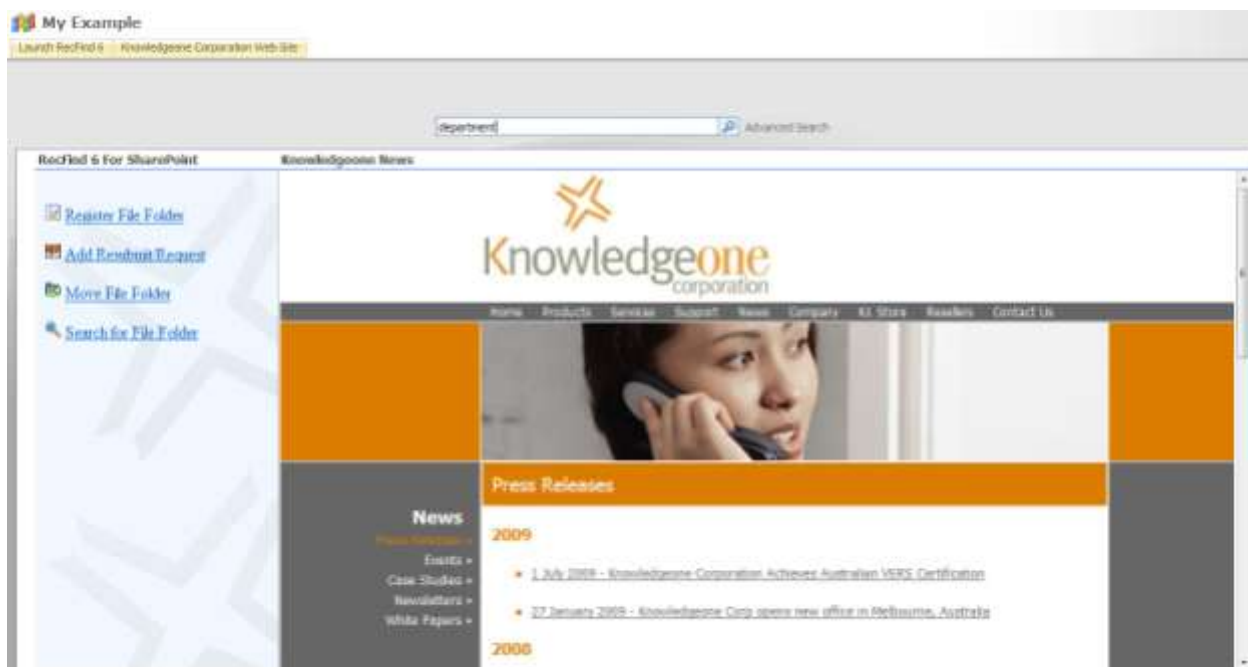 My Example
Launch RecFind 6 Knowledgeone Corporation Web Site
department Advanced Search
RecFind 6 For SharePoint Knowledgeone News
Register File Folder
Add Resubmit Request
Move File Folder
Search for File Folder
Knowledgeone
corporation
Home Products Services Support News Company K1 Store Resellers Contact Us
Press Releases
News
Press Releases »
Events »
Case Studies »
Newsletters »
White Papers »
2009
1 July 2009 - Knowledgeone Corporation Achieves Australian VERS Certification
27 January 2009 - Knowledgeone Corp opens new office in Melbourne, Australia
2008